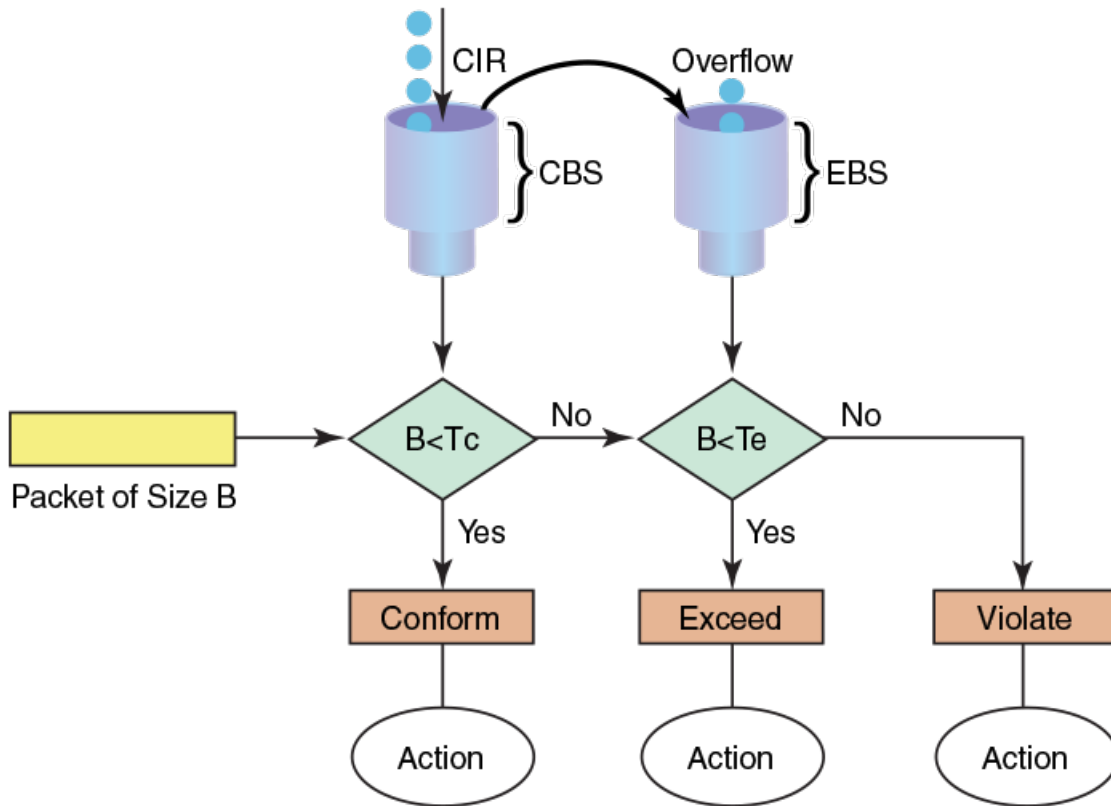 CIR
Overflow
CBS
EBS
Packet of Size B
B<Tc
No
B<Te
No
Yes
Yes
Conform
Exceed
Violate
Action
Action
Action